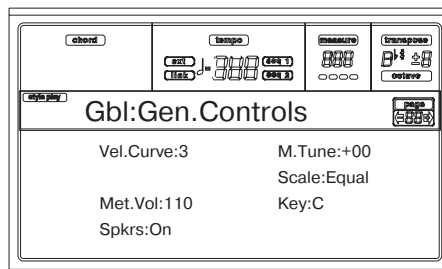 chord tempo measure transpose
ext seq 1
link seq 2
octave
style play page
Gbl:Gen.Controls
Vel.Curve:3 M.Tune:+00
Scale:Equal
Met.Vol:110 Key:C
Spkrs:On